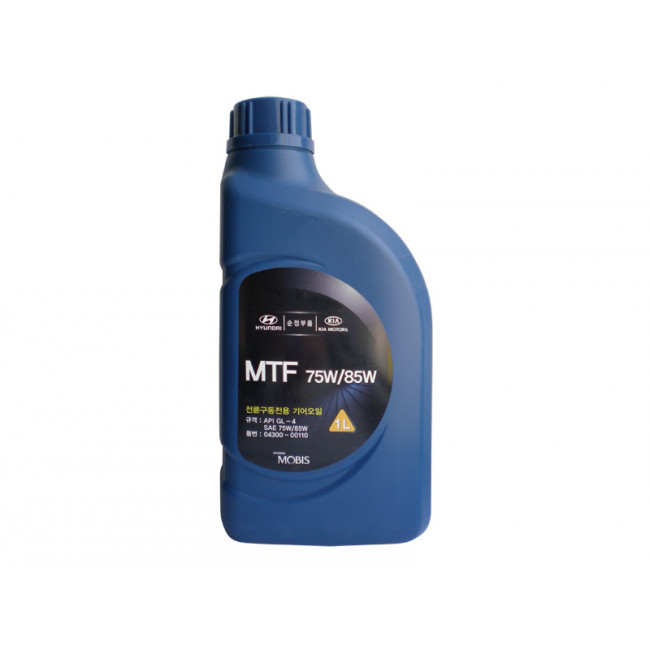 HYUNDAI
순정부품
KIA
KIA MOTORS
MTF 75W/85W
전륜구동전용 기어오일
규격 : API GL-4
SAE 75W/85W
품번 : 04300-00110
1L
MOBIS